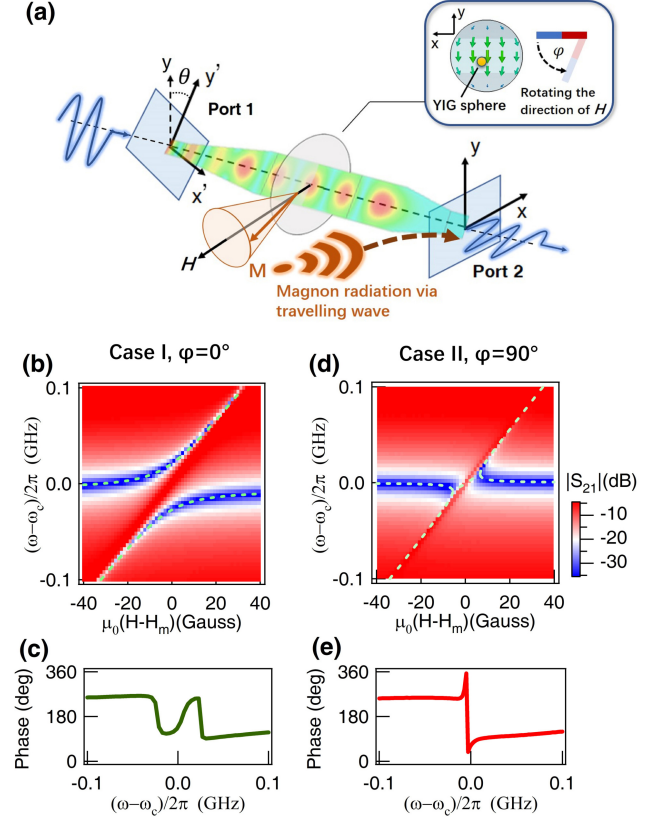 (a)
y
y'
θ
Port 1
x'
H
M
Magnon radiation via
travelling wave
y
x
Port 2
y
x
YIG sphere
φ
Rotating the
direction of H
(b)
Case I, φ=0°
(ω−ω_c)/2π (GHz)
0.1
0.0
-0.1
-40 -20 0 20 40
μ₀(H-Hₘ)(Gauss)
(d)
Case II, φ=90°
(ω−ω_c)/2π (GHz)
0.1
0.0
-0.1
-40 -20 0 20 40
μ₀(H-Hₘ)(Gauss)
|S₂₁|(dB)
-10
-20
-30
(c)
Phase (deg)
360
180
0
-0.1 0.0 0.1
(ω−ω_c)/2π (GHz)
(e)
Phase (deg)
360
180
0
-0.1 0.0 0.1
(ω−ω_c)/2π (GHz)